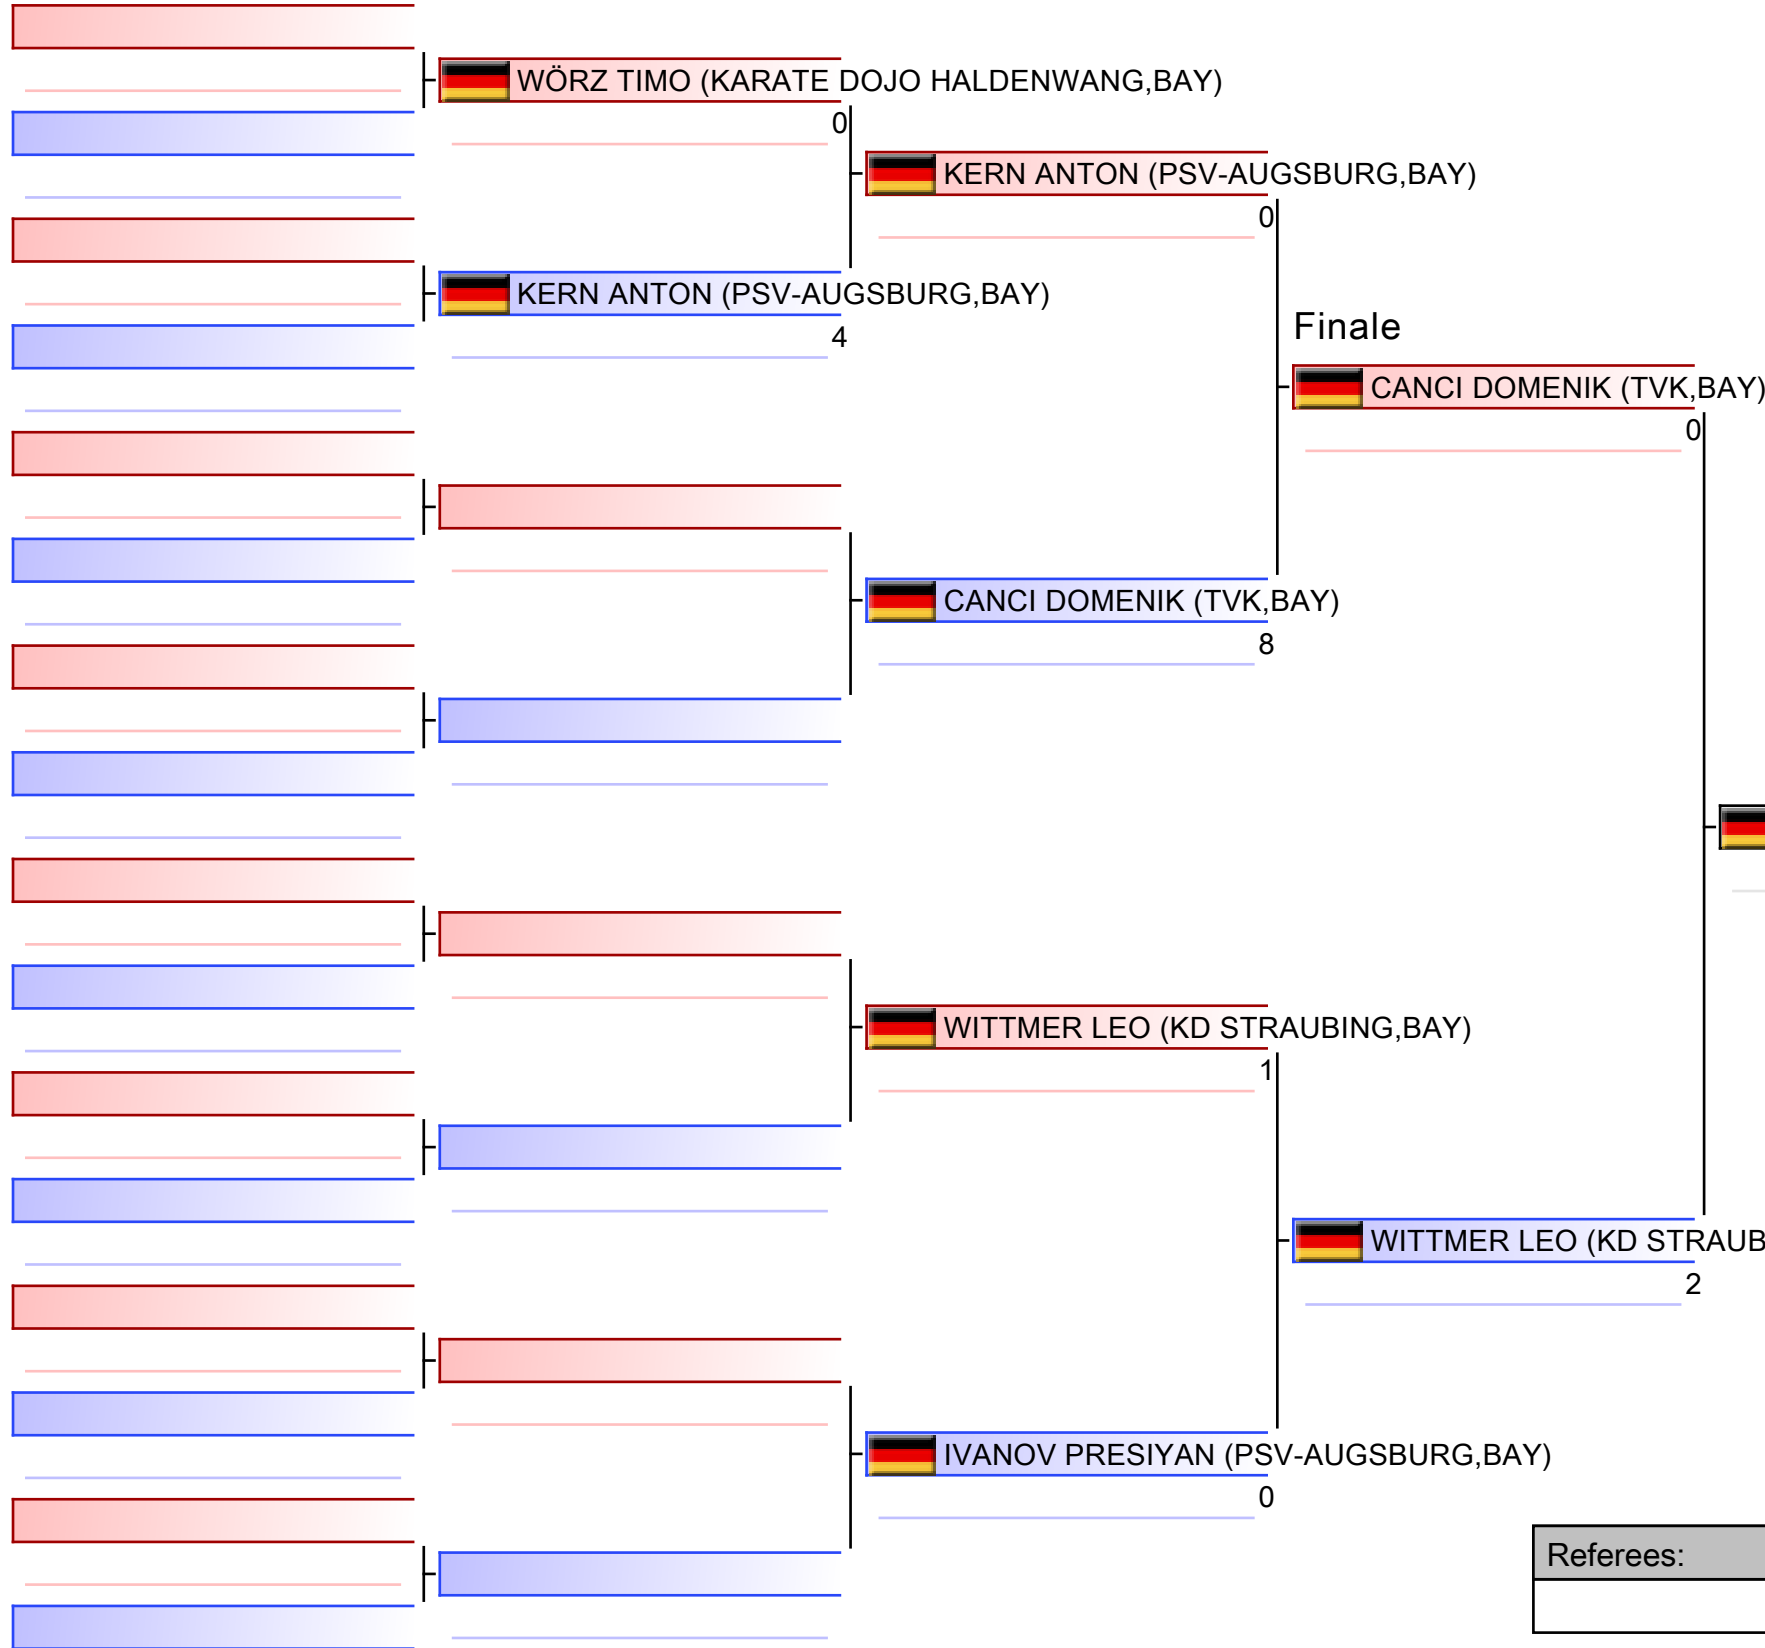 WÖRZ TIMO (KARATE DOJO HALDENWANG,BAY)
0
KERN ANTON (PSV-AUGSBURG,BAY)
0
KERN ANTON (PSV-AUGSBURG,BAY)
4
Finale
CANCI DOMENIK (TVK,BAY)
0
CANCI DOMENIK (TVK,BAY)
8
WITTMER LEO (KD STRAUBING,BAY)
1
WITTMER LEO (KD STRAUB
2
IVANOV PRESIYAN (PSV-AUGSBURG,BAY)
0
Referees: